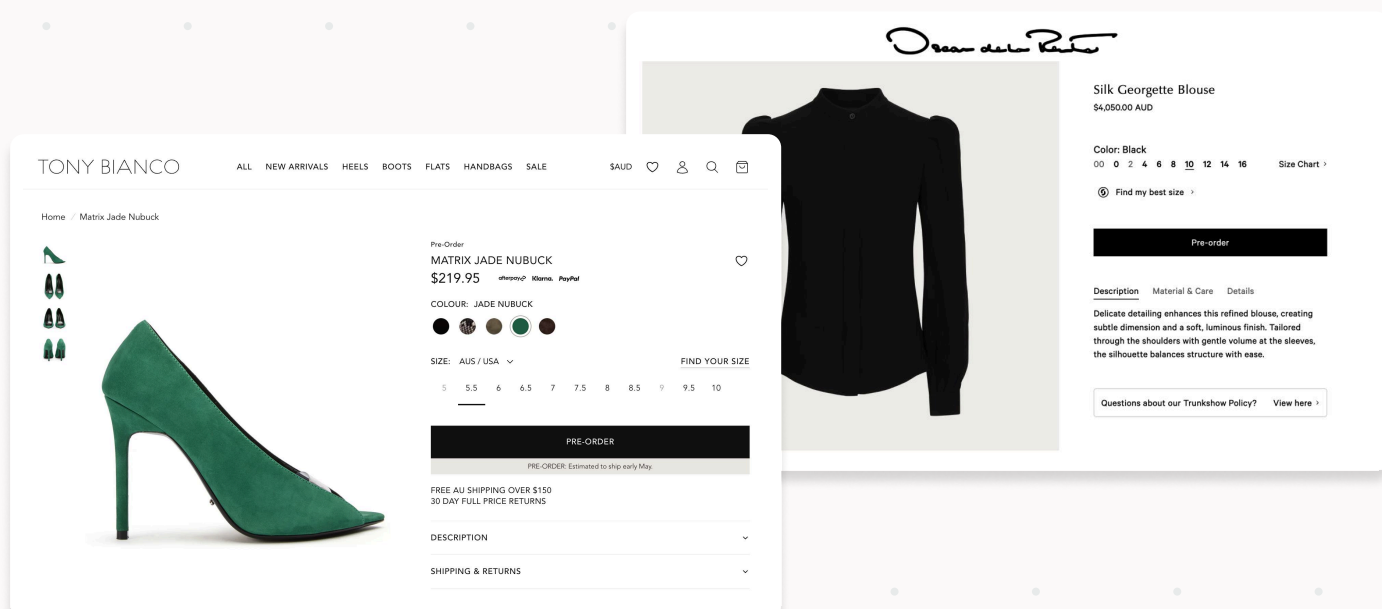 Oscar de la Renta
Silk Georgette Blouse
$4,050.00 AUD
Color: Black
00 0 2 4 6 8 10 12 14 16 Size Chart
Find my best size
Pre-order
Description Material & Care Details
Delicate detailing enhances this refined blouse, creating
subtle dimension and a soft, luminous finish. Tailored
through the shoulders with gentle volume at the sleeves,
the silhouette balances structure with ease.
Questions about our Trunkshow Policy? View here
TONY BIANCO ALL NEW ARRIVALS HEELS BOOTS FLATS HANDBAGS SALE $AUD
Home / Matrix Jade Nubuck
Pre-Order
MATRIX JADE NUBUCK
$219.95 afterpay Klarna. PayPal
COLOUR: JADE NUBUCK
SIZE: AUS / USA FIND YOUR SIZE
5 5.5 6 6.5 7 7.5 8 8.5 9 9.5 10
PRE-ORDER
PRE-ORDER: Estimated to ship early May.
FREE AU SHIPPING OVER $150
30 DAY FULL PRICE RETURNS
DESCRIPTION
SHIPPING & RETURNS